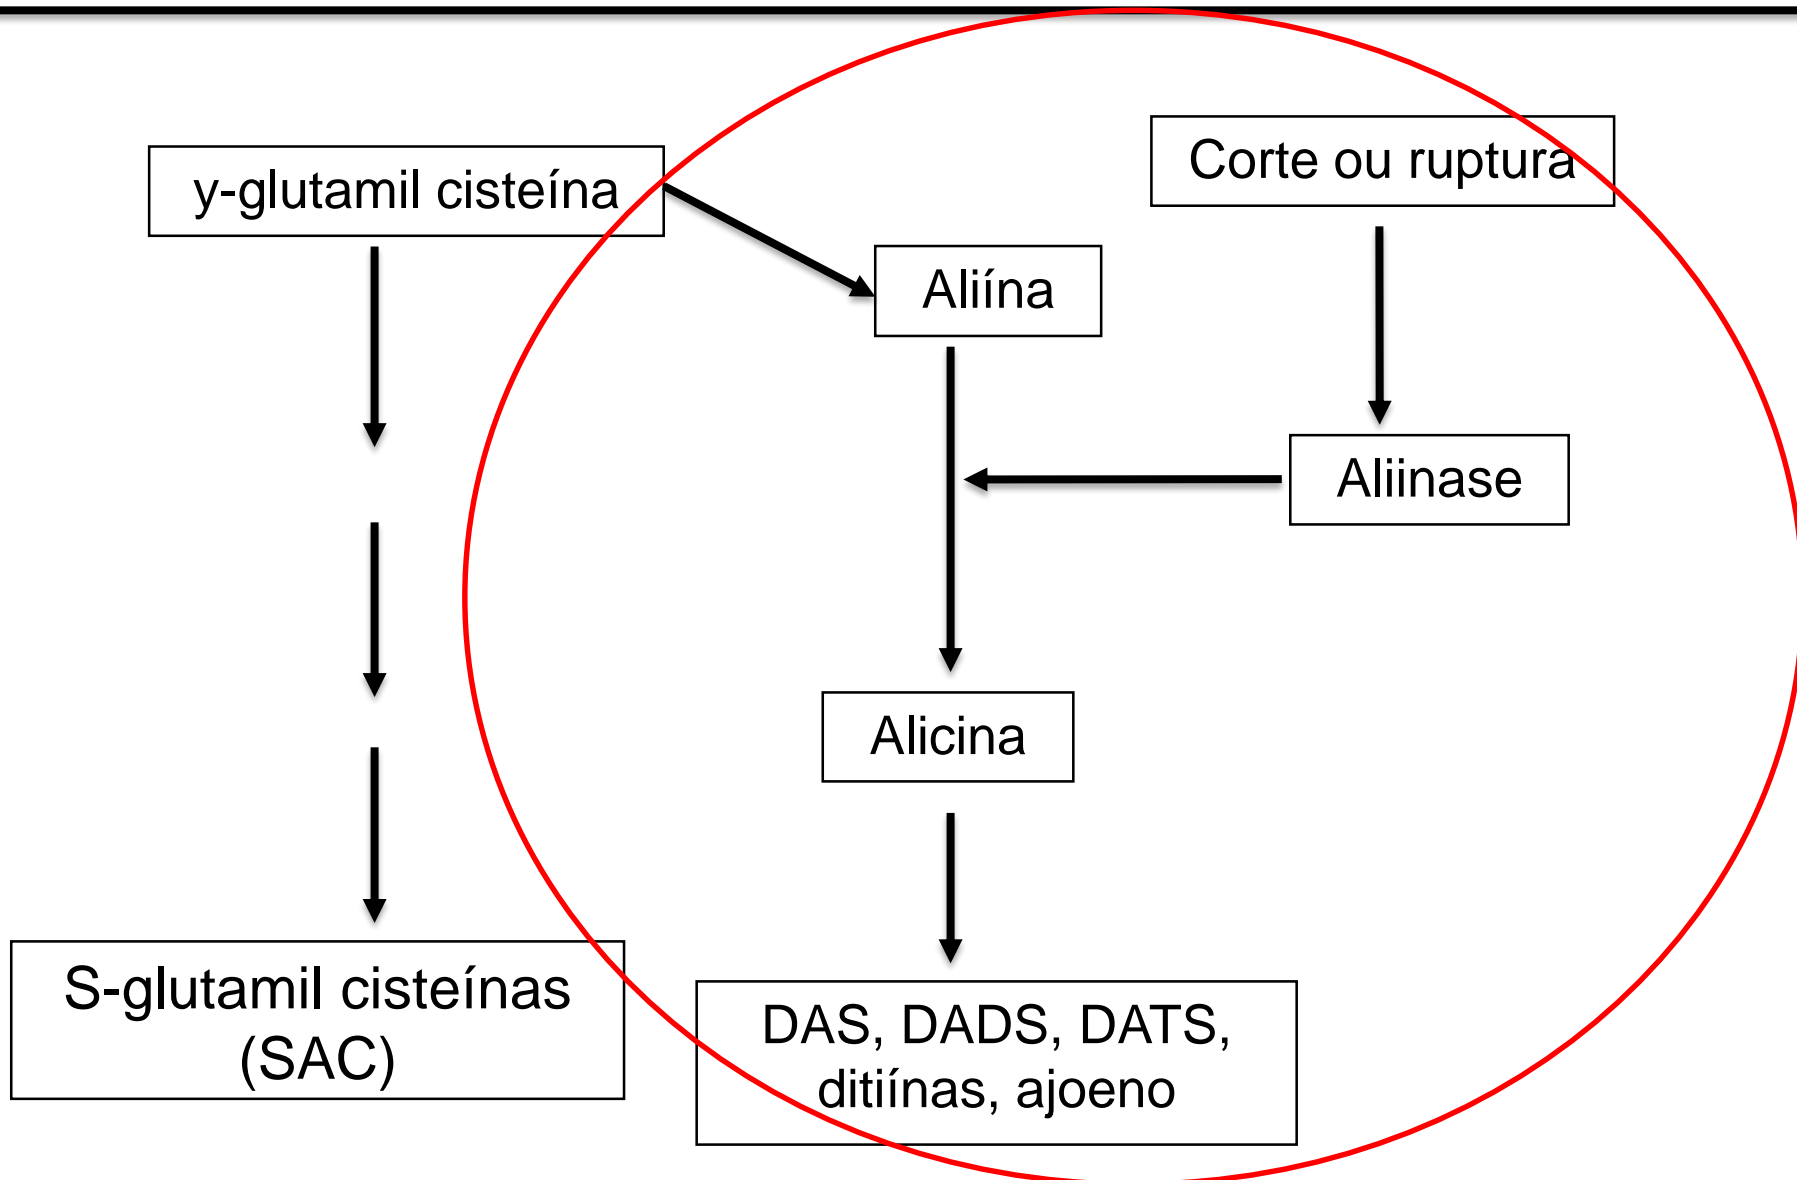 y-glutamil cisteína
Corte ou ruptura
Aliína
Aliinase
Alicina
S-glutamil cisteínas
(SAC)
DAS, DADS, DATS,
ditiínas, ajoeno